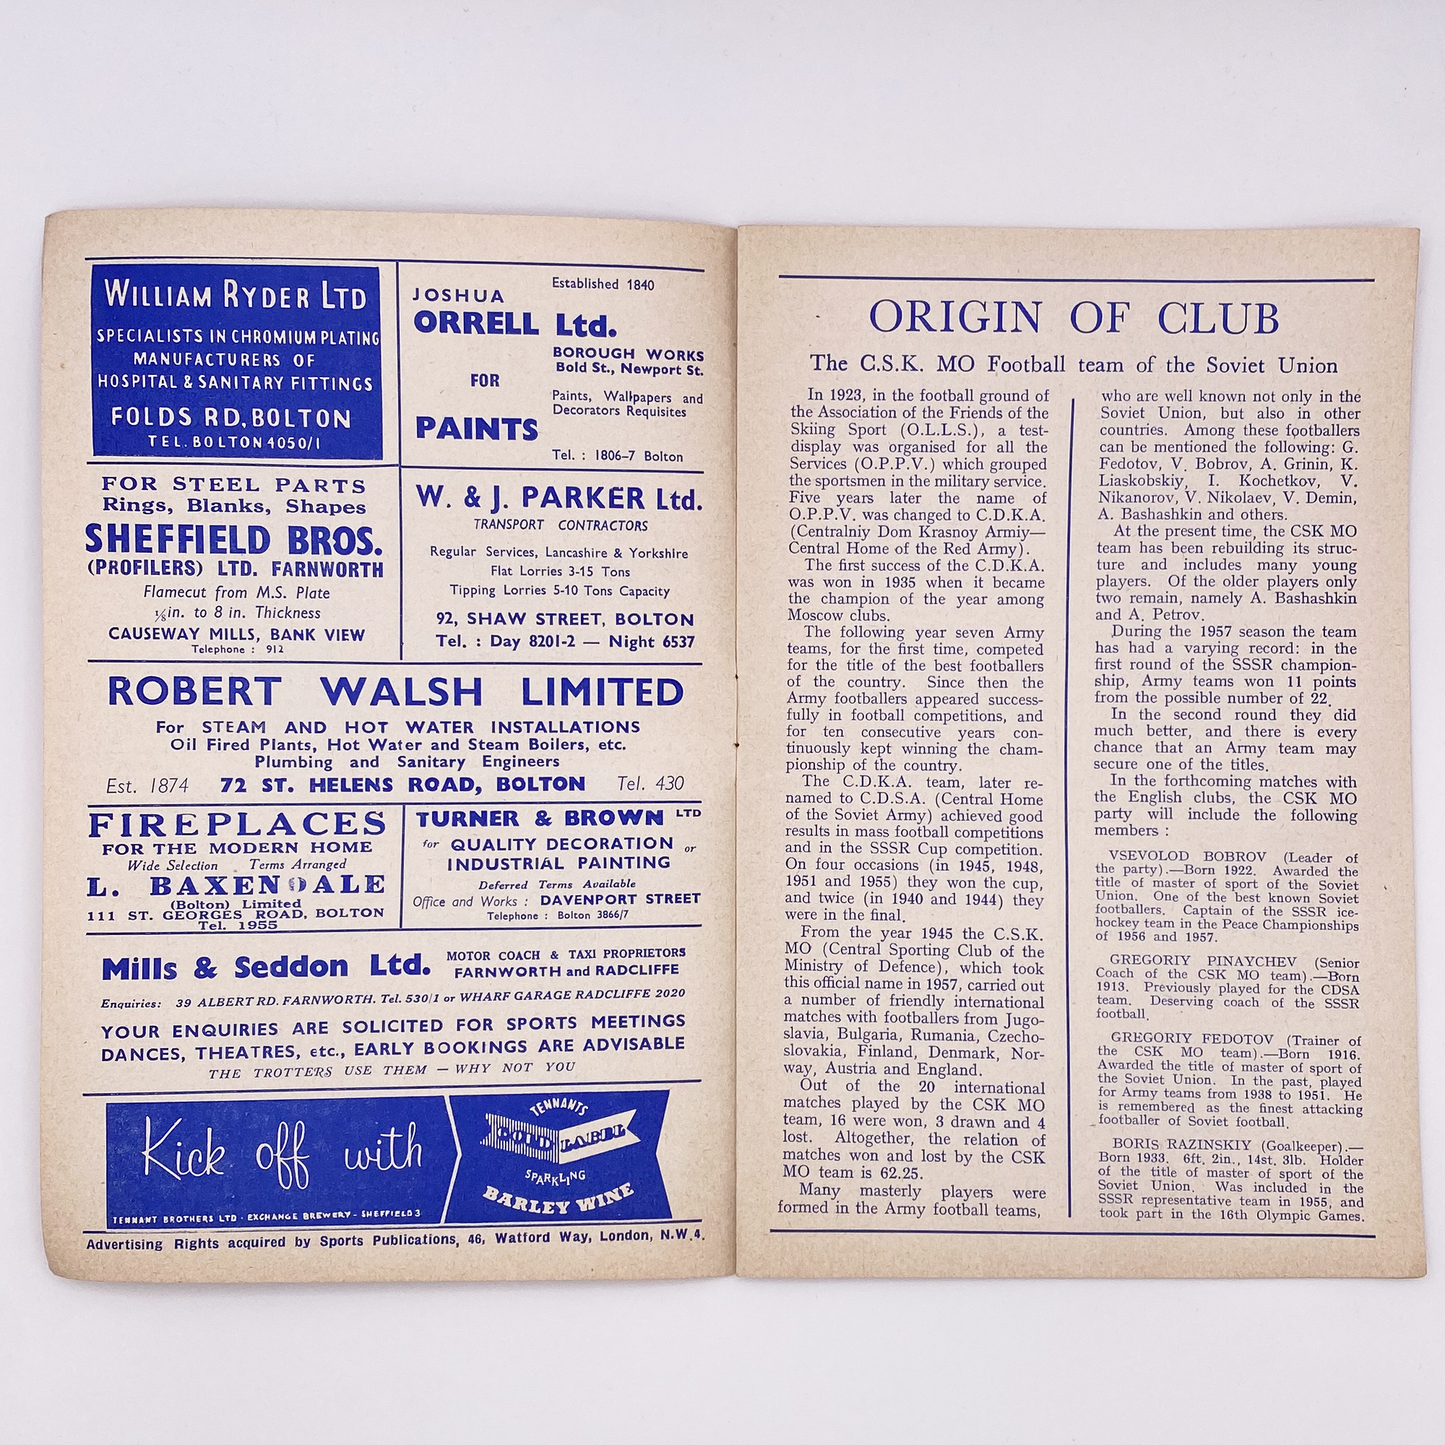 WILLIAM RYDER LTD
SPECIALISTS IN CHROMIUM PLATING
MANUFACTURERS OF
HOSPITAL & SANITARY FITTINGS
FOLDS RD, BOLTON
TEL. BOLTON 4050/1
Established 1840
JOSHUA
ORRELL Ltd.
BOROUGH WORKS
Bold St., Newport St.
FOR
Paints, Wallpapers and
Decorators Requisites
PAINTS
Tel. : 1806-7 Bolton
FOR STEEL PARTS
Rings, Blanks, Shapes
SHEFFIELD BROS.
(PROFILERS) LTD. FARNWORTH
Flamecut from M.S. Plate
⅛in. to 8 in. Thickness
CAUSEWAY MILLS, BANK VIEW
Telephone : 912
W. & J. PARKER Ltd.
TRANSPORT CONTRACTORS
Regular Services, Lancashire & Yorkshire
Flat Lorries 3-15 Tons
Tipping Lorries 5-10 Tons Capacity
92, SHAW STREET, BOLTON
Tel. : Day 8201-2 — Night 6537
ROBERT WALSH LIMITED
For STEAM AND HOT WATER INSTALLATIONS
Oil Fired Plants, Hot Water and Steam Boilers, etc.
Plumbing and Sanitary Engineers
Est. 1874 72 ST. HELENS ROAD, BOLTON Tel. 430
FIREPLACES
FOR THE MODERN HOME
Wide Selection Terms Arranged
L. BAXENDALE
(Bolton) Limited
111 ST. GEORGES ROAD, BOLTON
Tel. 1955
TURNER & BROWN LTD
for QUALITY DECORATION or
INDUSTRIAL PAINTING
Deferred Terms Available
Office and Works : DAVENPORT STREET
Telephone : Bolton 3866/7
Mills & Seddon Ltd. MOTOR COACH & TAXI PROPRIETORS
FARNWORTH and RADCLIFFE
Enquiries: 39 ALBERT RD. FARNWORTH. Tel. 530/1 or WHARF GARAGE RADCLIFFE 2020
YOUR ENQUIRIES ARE SOLICITED FOR SPORTS MEETINGS
DANCES, THEATRES, etc., EARLY BOOKINGS ARE ADVISABLE
THE TROTTERS USE THEM — WHY NOT YOU
Kick off with
TENNANTS
GOLD LABEL
SPARKLING
BARLEY WINE
TENNANT BROTHERS LTD · EXCHANGE BREWERY · SHEFFIELD 3
Advertising Rights acquired by Sports Publications, 46, Watford Way, London, N.W.4.
ORIGIN OF CLUB
The C.S.K. MO Football team of the Soviet Union
In 1923, in the football ground of
the Association of the Friends of the
Skiing Sport (O.L.L.S.), a test-
display was organised for all the
Services (O.P.P.V.) which grouped
the sportsmen in the military service.
Five years later the name of
O.P.P.V. was changed to C.D.K.A.
(Centralniy Dom Krasnoy Armiy—
Central Home of the Red Army).
The first success of the C.D.K.A.
was won in 1935 when it became
the champion of the year among
Moscow clubs.
The following year seven Army
teams, for the first time, competed
for the title of the best footballers
of the country. Since then the
Army footballers appeared success-
fully in football competitions, and
for ten consecutive years con-
tinuously kept winning the cham-
pionship of the country.
The C.D.K.A. team, later re-
named to C.D.S.A. (Central Home
of the Soviet Army) achieved good
results in mass football competitions
and in the SSSR Cup competition.
On four occasions (in 1945, 1948,
1951 and 1955) they won the cup,
and twice (in 1940 and 1944) they
were in the final.
From the year 1945 the C.S.K.
MO (Central Sporting Club of the
Ministry of Defence), which took
this official name in 1957, carried out
a number of friendly international
matches with footballers from Jugo-
slavia, Bulgaria, Rumania, Czecho-
slovakia, Finland, Denmark, Nor-
way, Austria and England.
Out of the 20 international
matches played by the CSK MO
team, 16 were won, 3 drawn and 4
lost. Altogether, the relation of
matches won and lost by the CSK
MO team is 62.25.
Many masterly players were
formed in the Army football teams,
who are well known not only in the
Soviet Union, but also in other
countries. Among these footballers
can be mentioned the following: G.
Fedotov, V. Bobrov, A. Grinin, K.
Liaskobskiy, I. Kochetkov, V.
Nikanorov, V. Nikolaev, V. Demin,
A. Bashashkin and others.
At the present time, the CSK MO
team has been rebuilding its struc-
ture and includes many young
players. Of the older players only
two remain, namely A. Bashashkin
and A. Petrov.
During the 1957 season the team
has had a varying record: in the
first round of the SSSR champion-
ship, Army teams won 11 points
from the possible number of 22.
In the second round they did
much better, and there is every
chance that an Army team may
secure one of the titles.
In the forthcoming matches with
the English clubs, the CSK MO
party will include the following
members :
VSEVOLOD BOBROV (Leader of
the party).—Born 1922. Awarded the
title of master of sport of the Soviet
Union. One of the best known Soviet
footballers. Captain of the SSSR ice-
hockey team in the Peace Championships
of 1956 and 1957.
GREGORIY PINAYCHEV (Senior
Coach of the CSK MO team).—Born
1913. Previously played for the CDSA
team. Deserving coach of the SSSR
football.
GREGORIY FEDOTOV (Trainer of
the CSK MO team).—Born 1916.
Awarded the title of master of sport of
the Soviet Union. In the past, played
for Army teams from 1938 to 1951. He
is remembered as the finest attacking
footballer of Soviet football.
BORIS RAZINSKIY (Goalkeeper).—
Born 1933. 6ft. 2in., 14st. 3lb. Holder
of the title of master of sport of the
Soviet Union. Was included in the
SSSR representative team in 1955, and
took part in the 16th Olympic Games.